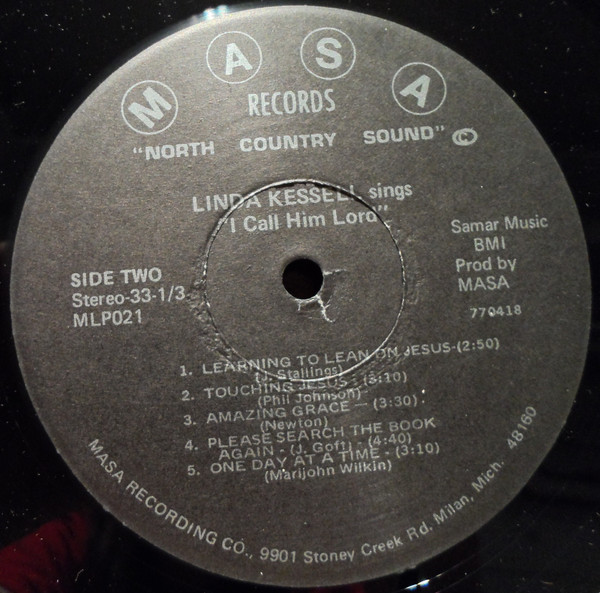 MASA
RECORDS
"NORTH COUNTRY SOUND" ©
LINDA KESSELL sings
"I Call Him Lord"
SIDE TWO
Stereo-33-1/3
MLP021
Samar Music
BMI
Prod by
MASA
770418
1. LEARNING TO LEAN ON JESUS-(2:50)
(J. Stallings)
2. TOUCHING JESUS - (3:10)
(Phil Johnson)
3. AMAZING GRACE - (3:30)
(Newton)
4. PLEASE SEARCH THE BOOK
AGAIN - (J. Goft) - (4:40)
5. ONE DAY AT A TIME - (3:10)
(Marijohn Wilkin)
MASA RECORDING CO., 9901 Stoney Creek Rd. Milan, Mich. 48160